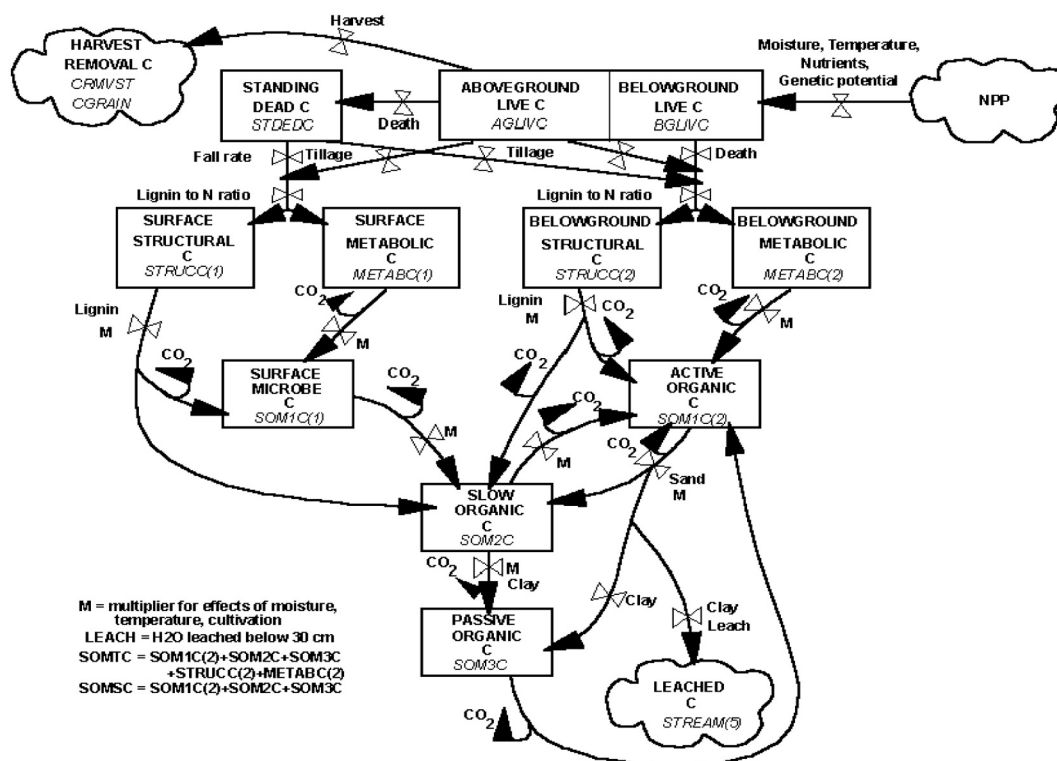 Harvest
HARVEST
REMOVAL C
CRMVST
CGRAIN
STANDING
DEAD C
STDEDC
Death
ABOVEGROUND
LIVE C
AGLIVC
BELOWGROUND
LIVE C
BGLIVC
Moisture, Temperature,
Nutrients,
Genetic potential
NPP
Fall rate
Tillage
Tillage
Death
Lignin to N ratio
Lignin to N ratio
SURFACE
STRUCTURAL
C
STRUCC(1)
SURFACE
METABOLIC
C
METABC(1)
BELOWGROUND
STRUCTURAL
C
STRUCC(2)
BELOWGROUND
METABOLIC
C
METABC(2)
Lignin
M
CO2
M
Lignin
M
CO2
CO2
M
CO2
SURFACE
MICROBE
C
SOM1C(1)
CO2
M
CO2
ACTIVE
ORGANIC
C
SOM1C(2)
CO2
M
CO2
Sand
M
SLOW
ORGANIC
C
SOM2C
CO2
M
Clay
Clay
Clay
Leach
PASSIVE
ORGANIC
C
SOM3C
CO2
LEACHED
C
STREAM(5)
M = multiplier for effects of moisture,
temperature, cultivation
LEACH = H2O leached below 30 cm
SOMTC = SOM1C(2)+SOM2C+SOM3C
+STRUCC(2)+METABC(2)
SOMSC = SOM1C(2)+SOM2C+SOM3C